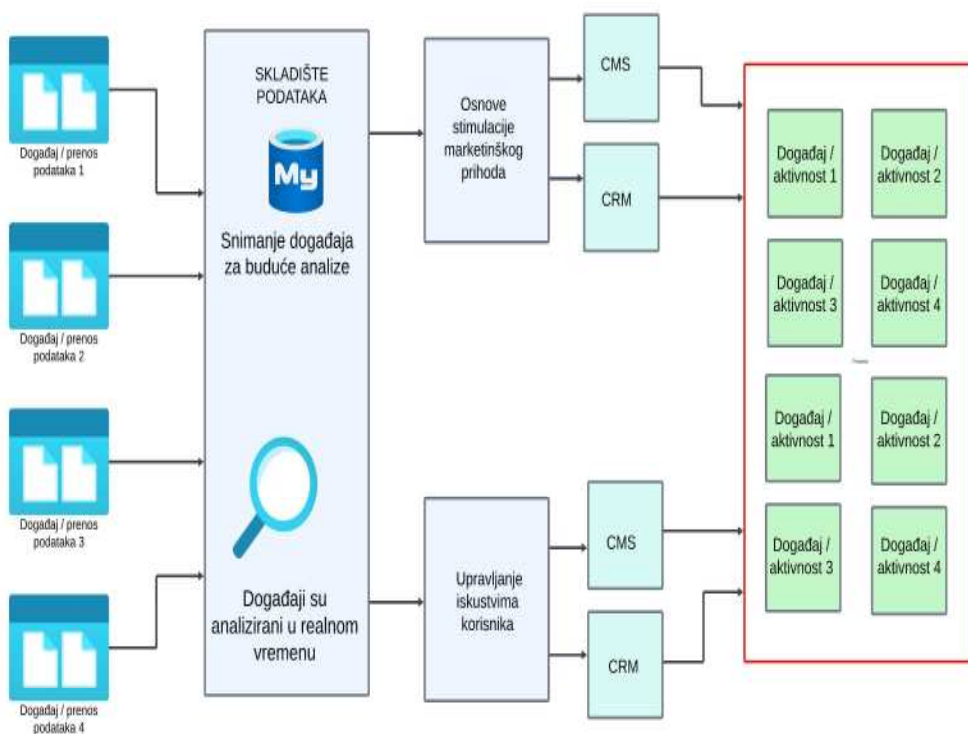 Događaj / prenos
podataka 1
Događaj / prenos
podataka 2
Događaj / prenos
podataka 3
Događaj / prenos
podataka 4
SKLADIŠTE
PODATAKA
My
Snimanje događaja
za buduće analize
Događaji su
analizirani u realnom
vremenu
Osnove
stimulacije
marketinškog
prihoda
CMS
CRM
Upravljanje
iskustvima
korisnika
CMS
CRM
Događaj /
aktivnost 1
Događaj /
aktivnost 2
Događaj /
aktivnost 3
Događaj /
aktivnost 4
Događaj /
aktivnost 1
Događaj /
aktivnost 2
Događaj /
aktivnost 3
Događaj /
aktivnost 4